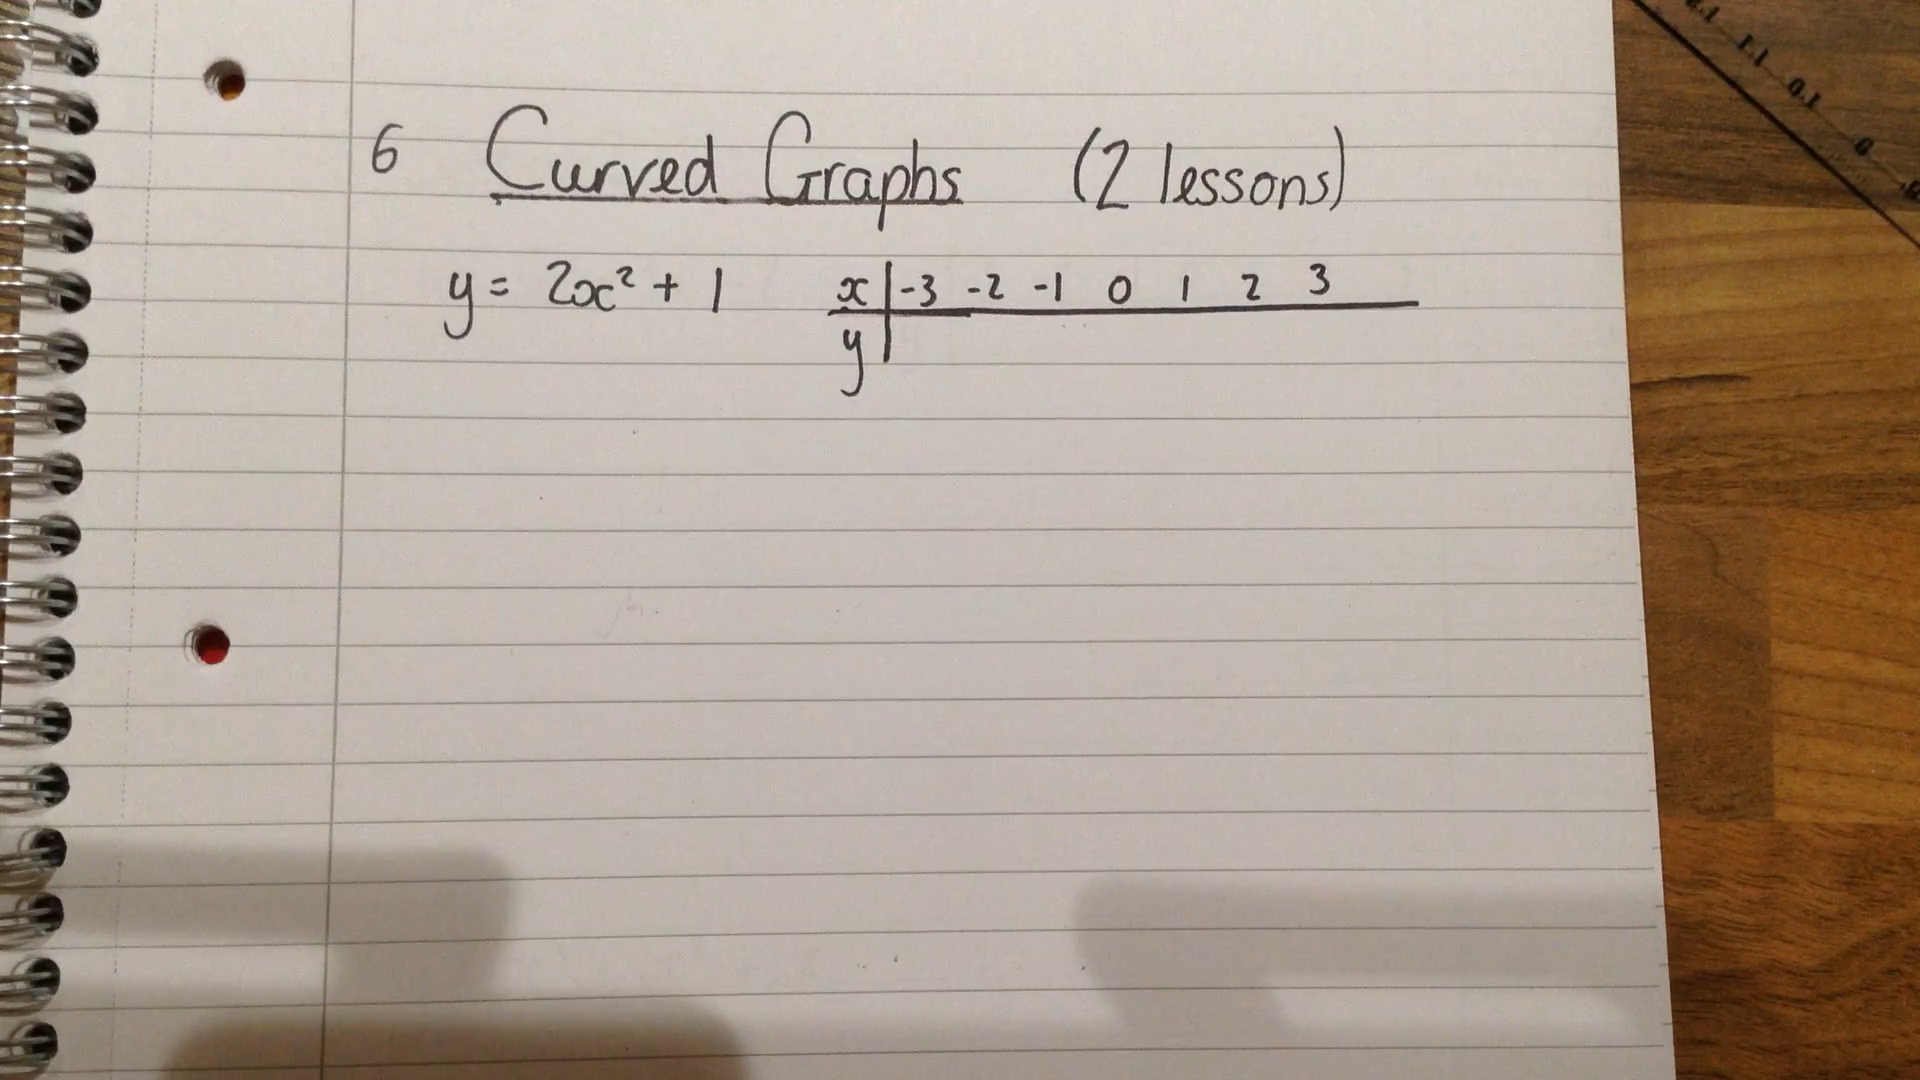 6 Curved Graphs (2 lessons)
y = 2x² + 1
x | -3 -2 -1 0 1 2 3
y |